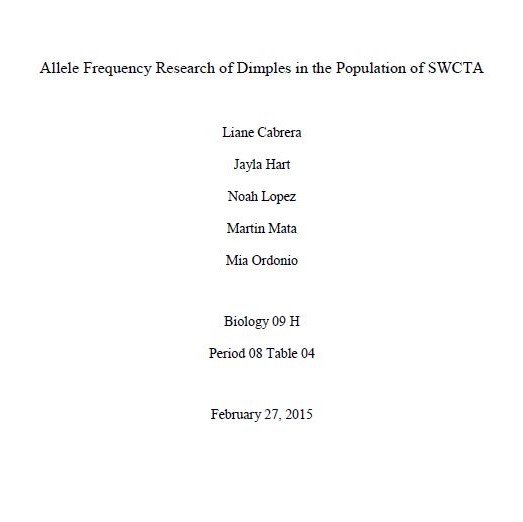 Allele Frequency Research of Dimples in the Population of SWCTA
Liane Cabrera
Jayla Hart
Noah Lopez
Martin Mata
Mia Ordonio
Biology 09 H
Period 08 Table 04
February 27, 2015